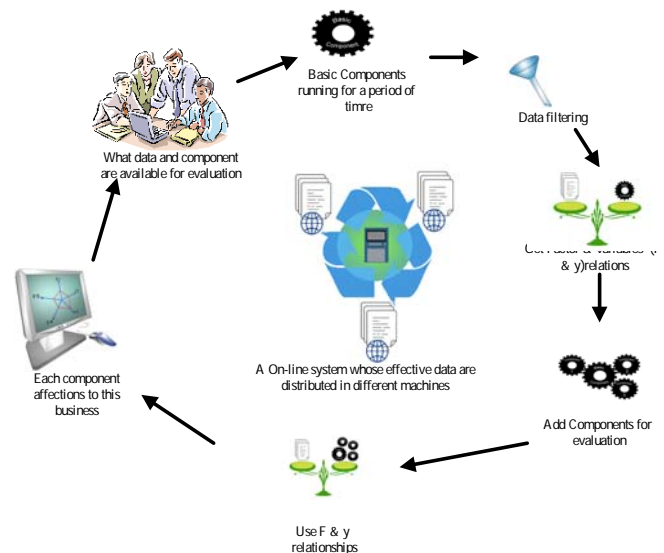 Basic
Component
Basic Components
running for a period of
timre
Data filtering
What data and component
are available for evaluation
& y)relations
A On-line system whose effective data are
distributed in different machines
Each component
affections to this
business
Add Components for
evaluation
Use F & y
relationships